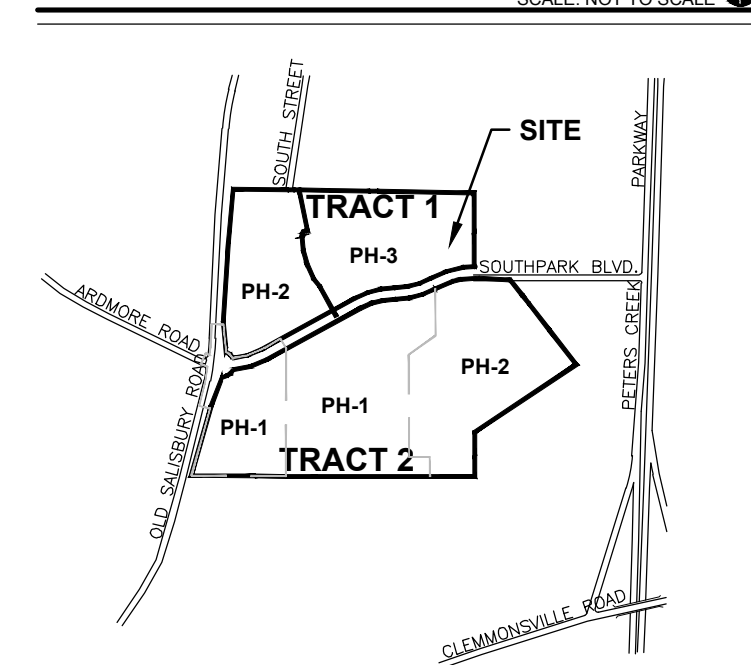 SCALE: NOT TO SCALE
SOUTH STREET
SITE
PARKWAY
TRACT 1
PH-3
SOUTHPARK BLVD.
PH-2
ARDMORE ROAD
PETERS CREEK
PH-2
PH-1
PH-1
TRACT 2
OLD SALISBURY ROAD
CLEMMONSVILLE ROAD